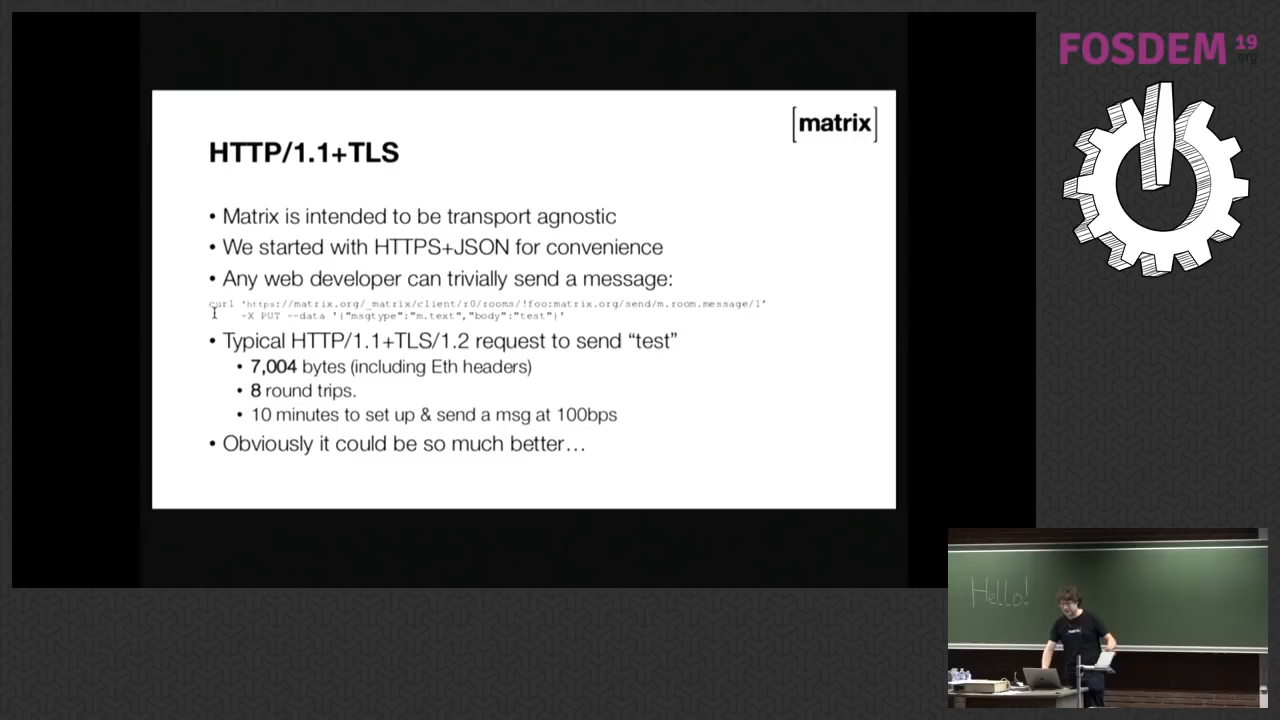 FOSDEM 19
.org
[matrix]
HTTP/1.1+TLS
• Matrix is intended to be transport agnostic
• We started with HTTPS+JSON for convenience
• Any web developer can trivially send a message:
curl 'https://matrix.org/_matrix/client/r0/rooms/!foo:matrix.org/send/m.room.message/1'
-X PUT --data '{"msgtype":"m.text","body":"test"}'
• Typical HTTP/1.1+TLS/1.2 request to send “test”
• 7,004 bytes (including Eth headers)
• 8 round trips.
• 10 minutes to set up & send a msg at 100bps
• Obviously it could be so much better…
Hello!